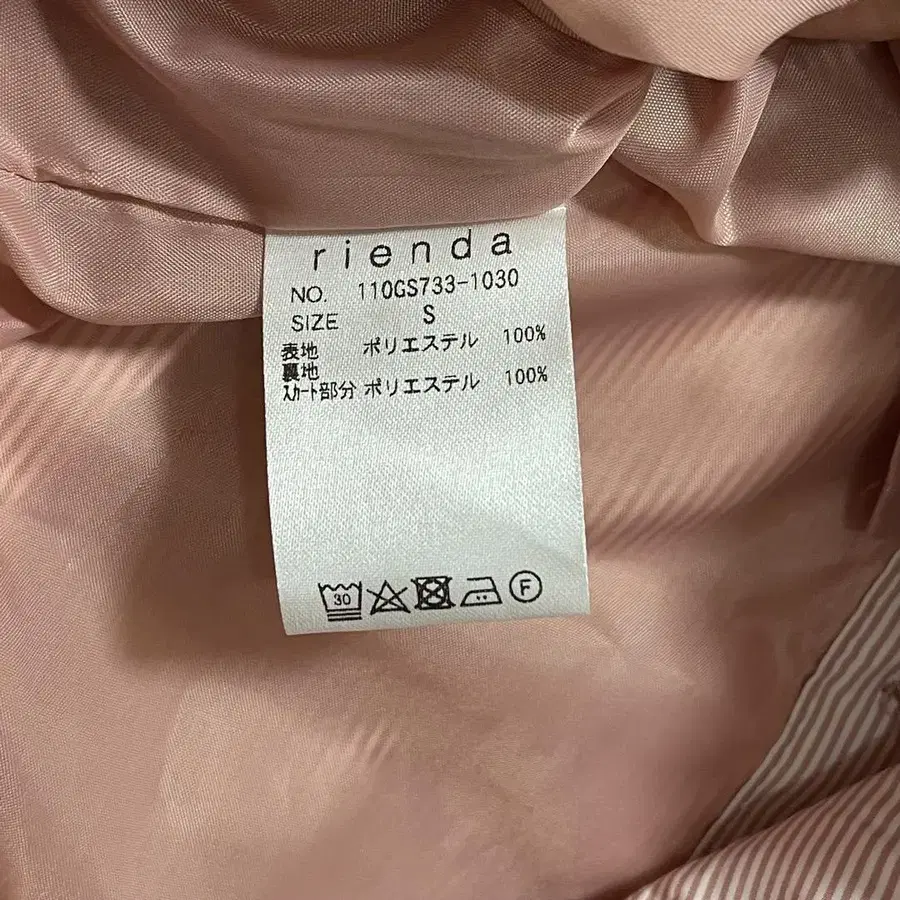 rienda
NO. 110GS733-1030
SIZE S
表地 ポリエステル 100%
裏地
ｽｶｰﾄ部分 ポリエステル 100%
30 F